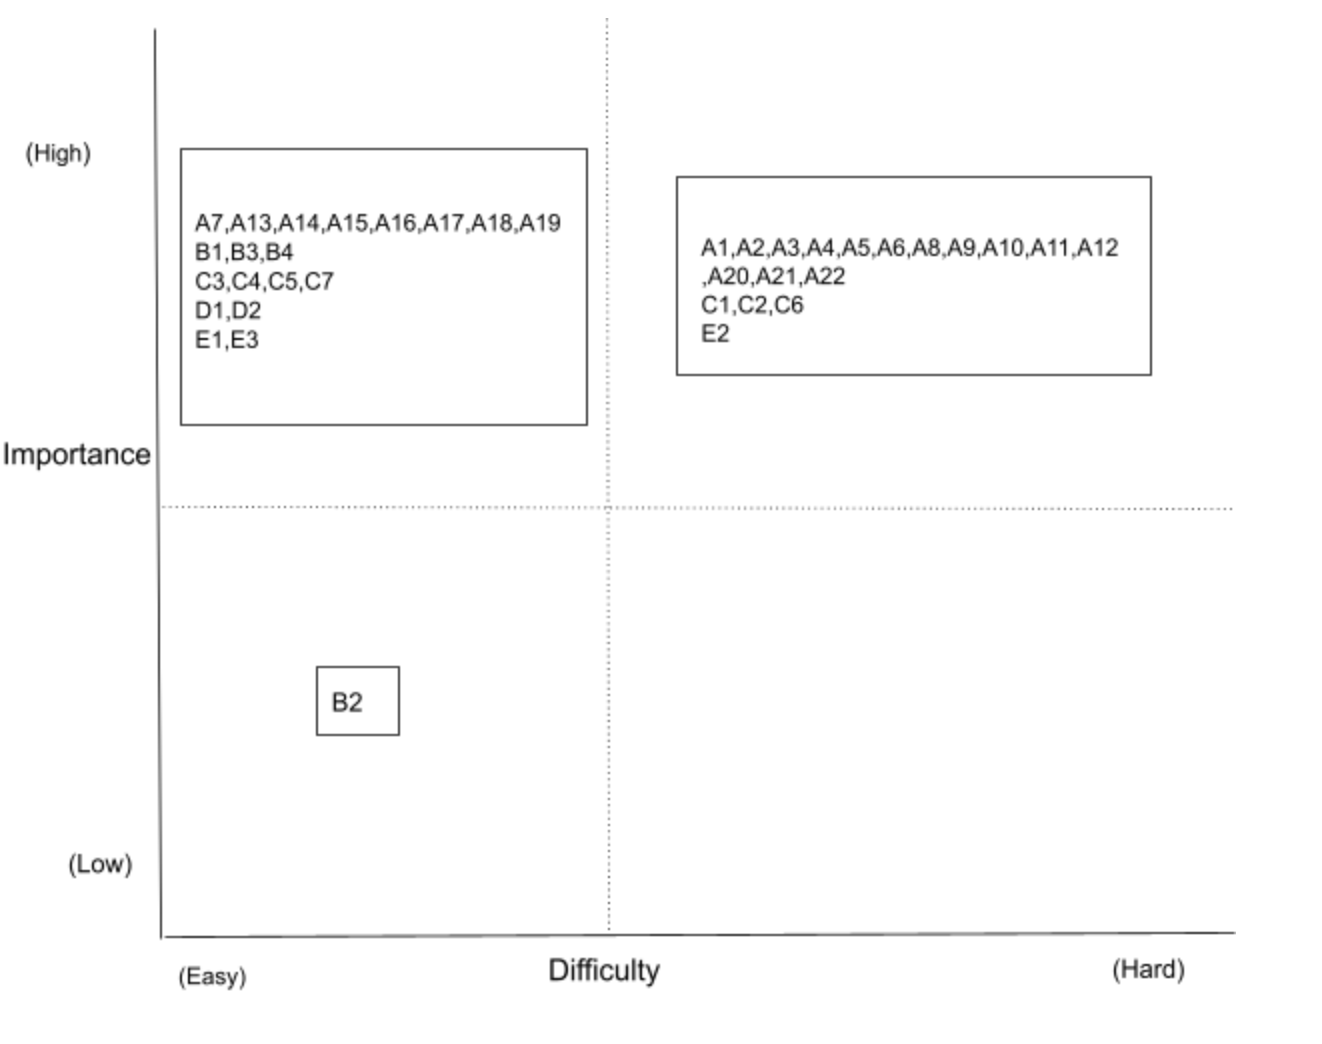 (High)
A7,A13,A14,A15,A16,A17,A18,A19
B1,B3,B4
C3,C4,C5,C7
D1,D2
E1,E3
A1,A2,A3,A4,A5,A6,A8,A9,A10,A11,A12
,A20,A21,A22
C1,C2,C6
E2
Importance
B2
(Low)
(Easy)
Difficulty
(Hard)